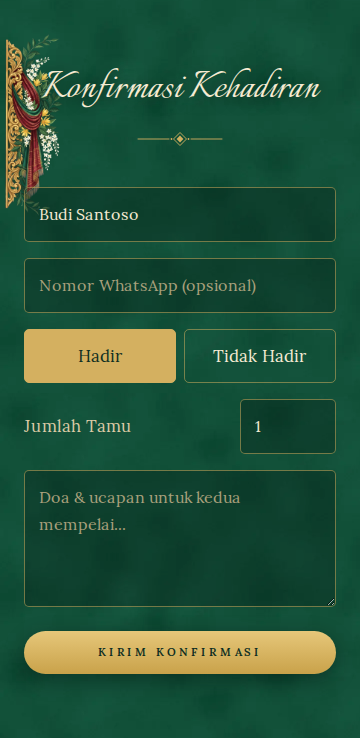 Konfirmasi Kehadiran
Budi Santoso
Nomor WhatsApp (opsional)
Hadir
Tidak Hadir
Jumlah Tamu
1
Doa & ucapan untuk kedua
mempelai...
KIRIM KONFIRMASI